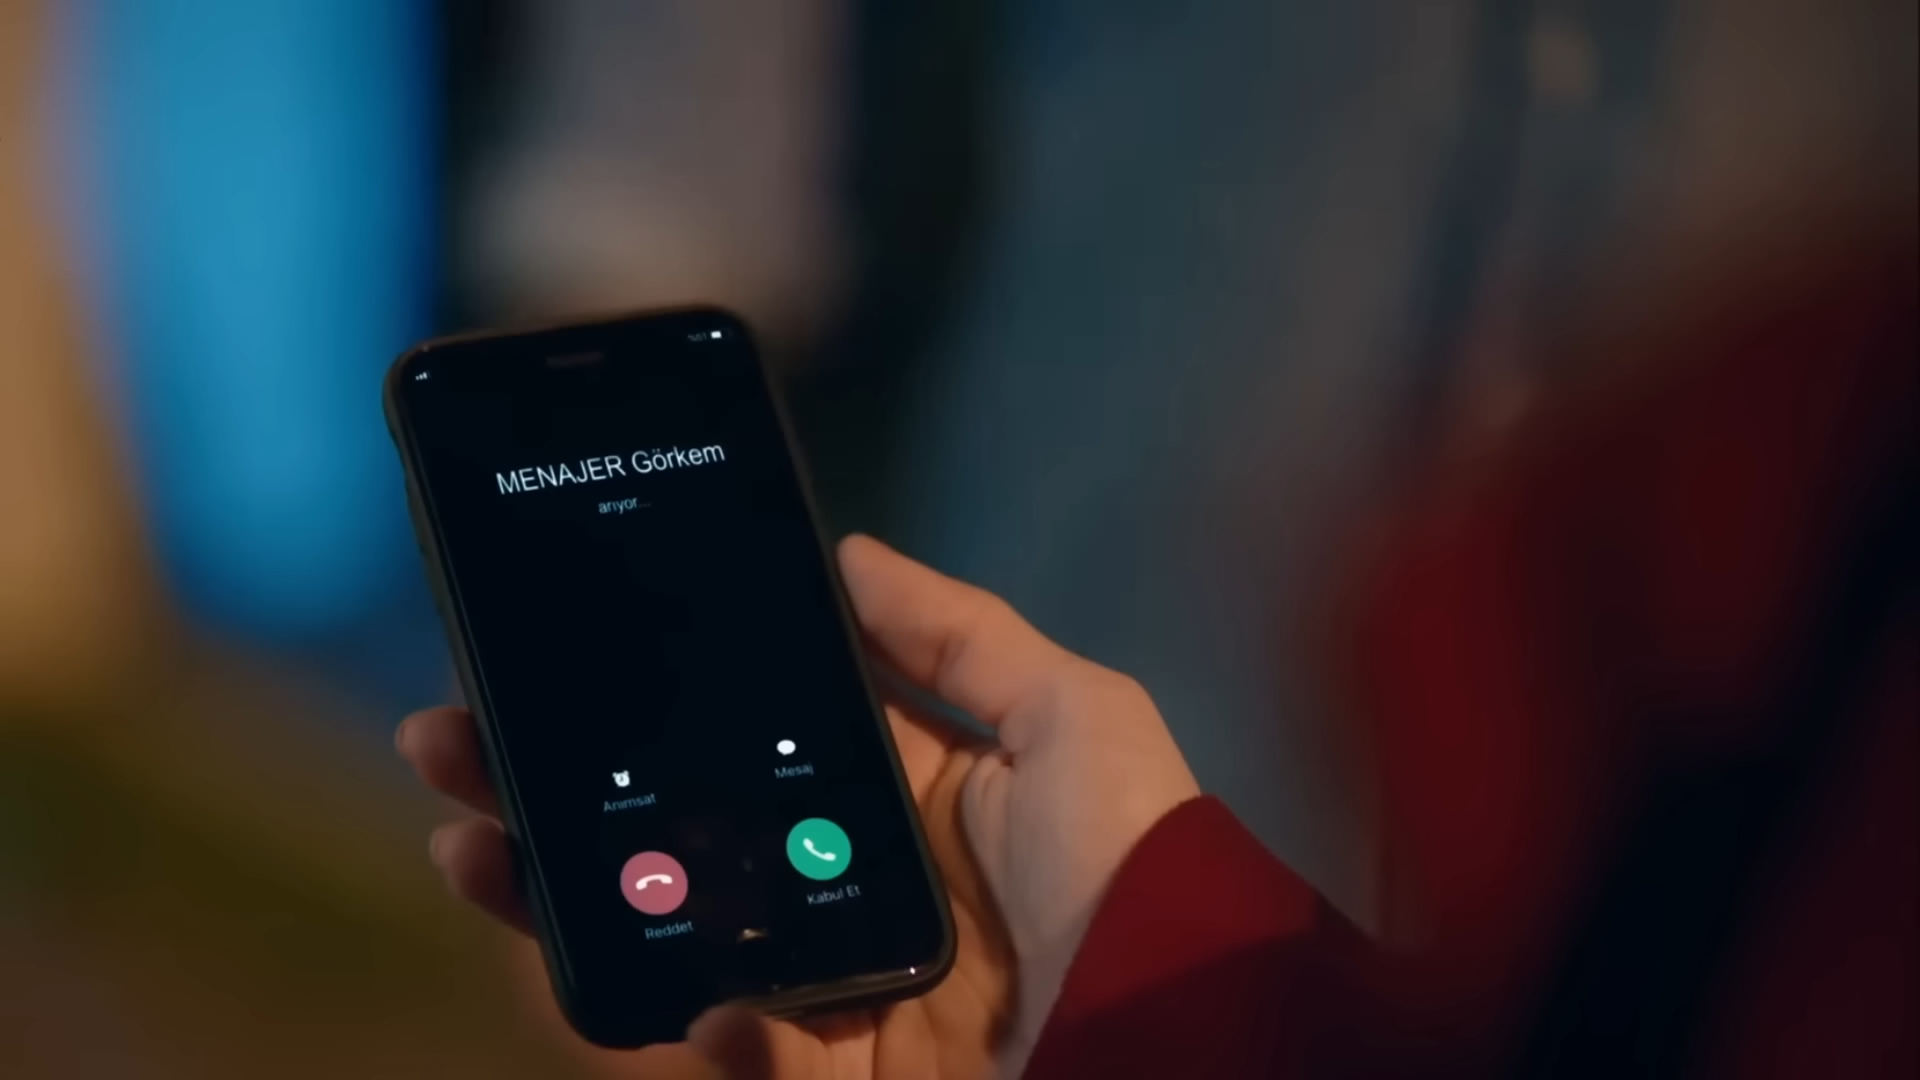 MENAJER Görkem
arıyor...
Anımsat
Mesaj
Reddet
Kabul Et